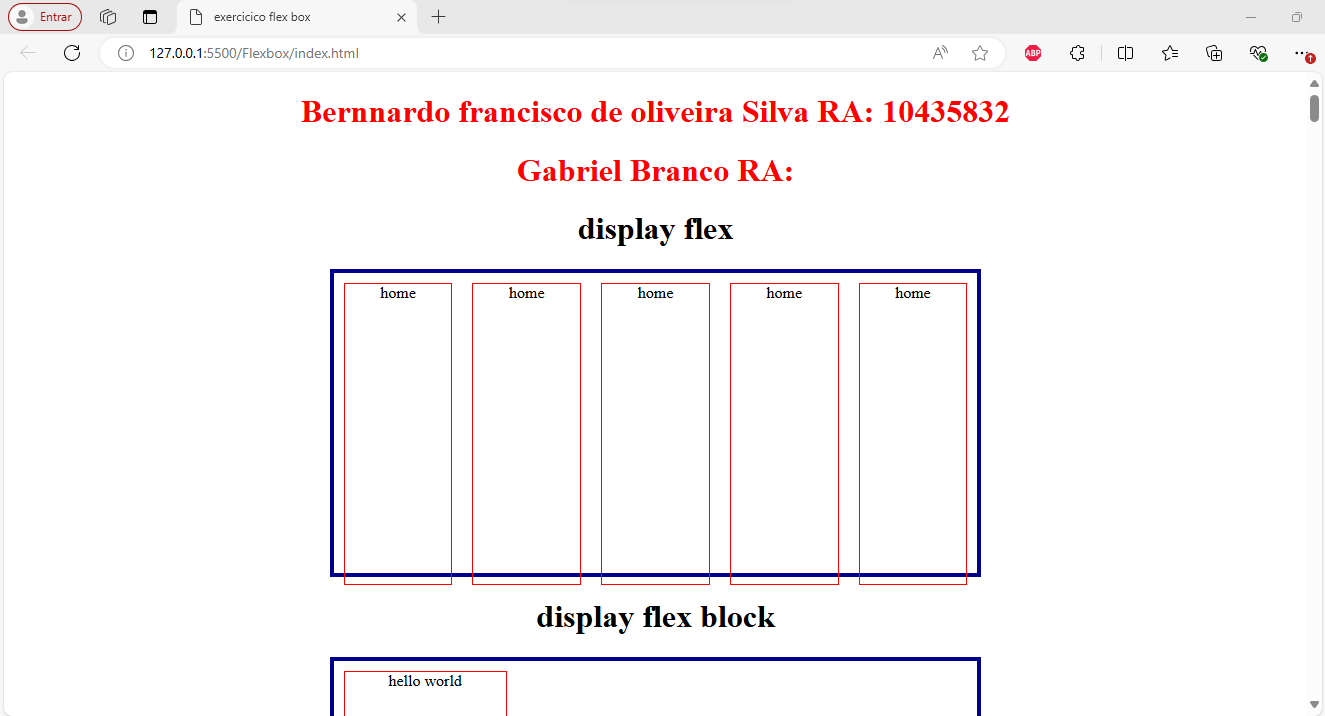 Entrar
exercicico flex box
127.0.0.1:5500/Flexbox/index.html
ABP
Bernnardo francisco de oliveira Silva RA: 10435832
Gabriel Branco RA:
display flex
home home home home home
display flex block
hello world